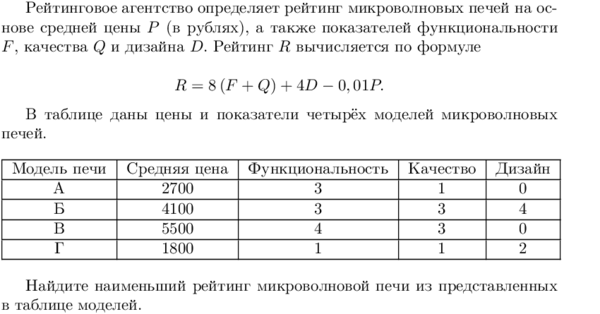 Рейтинговое агентство определяет рейтинг микроволновых печей на ос-
нове средней цены P (в рублях), а также показателей функциональности
F, качества Q и дизайна D. Рейтинг R вычисляется по формуле
R = 8 (F + Q) + 4D − 0, 01P.
В таблице даны цены и показатели четырёх моделей микроволновых
печей.
Модель печи Средняя цена Функциональность Качество Дизайн
А 2700 3 1 0
Б 4100 3 3 4
В 5500 4 3 0
Г 1800 1 1 2
Найдите наименьший рейтинг микроволновой печи из представленных
в таблице моделей.